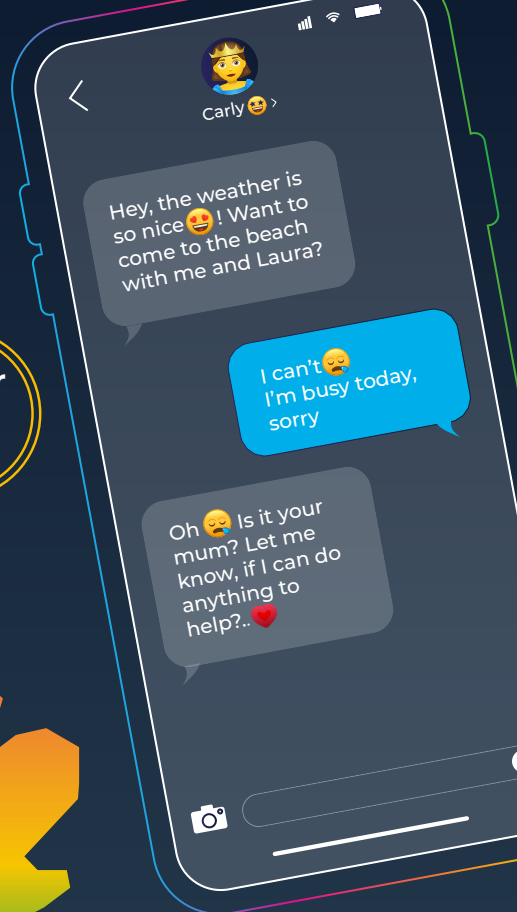 Carly😆
Hey, the weather is
so nice😍! Want to
come to the beach
with me and Laura?
I can't😪
I'm busy today,
sorry
Oh 😪 Is it your
mum? Let me
know, if I can do
anything to
help?..❤️